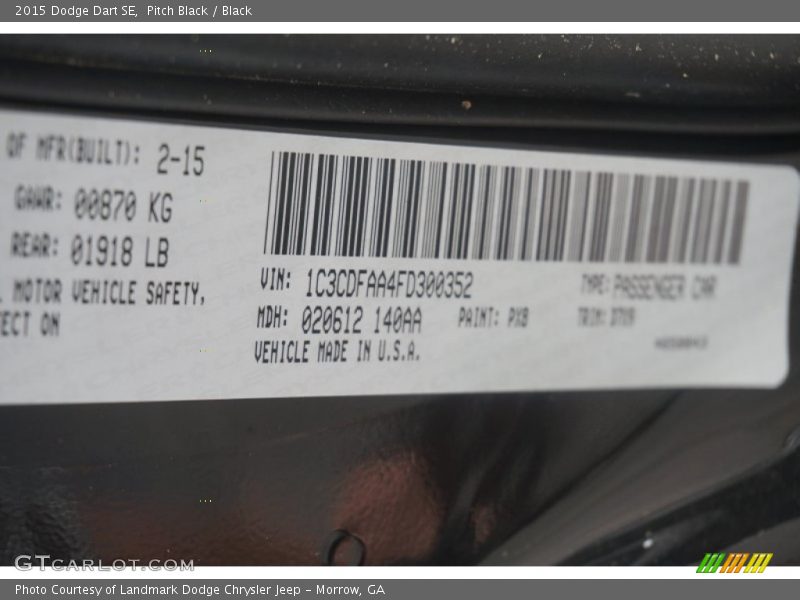 2015 Dodge Dart SE, Pitch Black / Black
OF MFR(BUILT): 2-15
GAWR: 00870 KG
REAR: 01918 LB
MOTOR VEHICLE SAFETY,
ECT ON
VIN: 1C3CDFAA4FD300352 TYPE: PASSENGER CAR
MDH: 020612 140AA PAINT: PX8 TRIM:
VEHICLE MADE IN U.S.A.
GTCARLOT.COM
Photo Courtesy of Landmark Dodge Chrysler Jeep – Morrow, GA